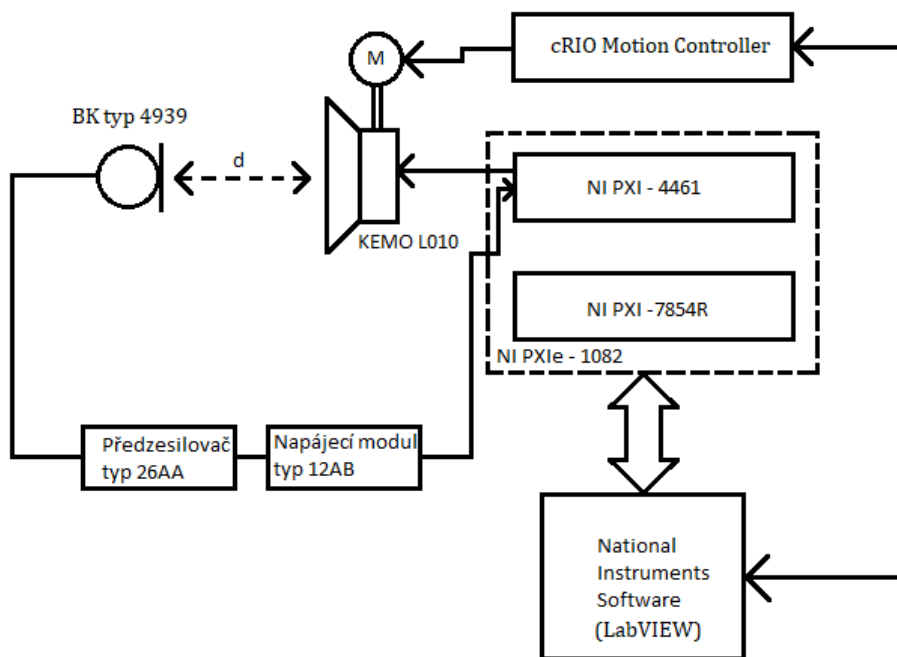 cRIO Motion Controller
M
BK typ 4939
d
KEMO L010
NI PXI - 4461
NI PXI -7854R
NI PXIe - 1082
Předzesilovač
typ 26AA
Napájecí modul
typ 12AB
National
Instruments
Software
(LabVIEW)